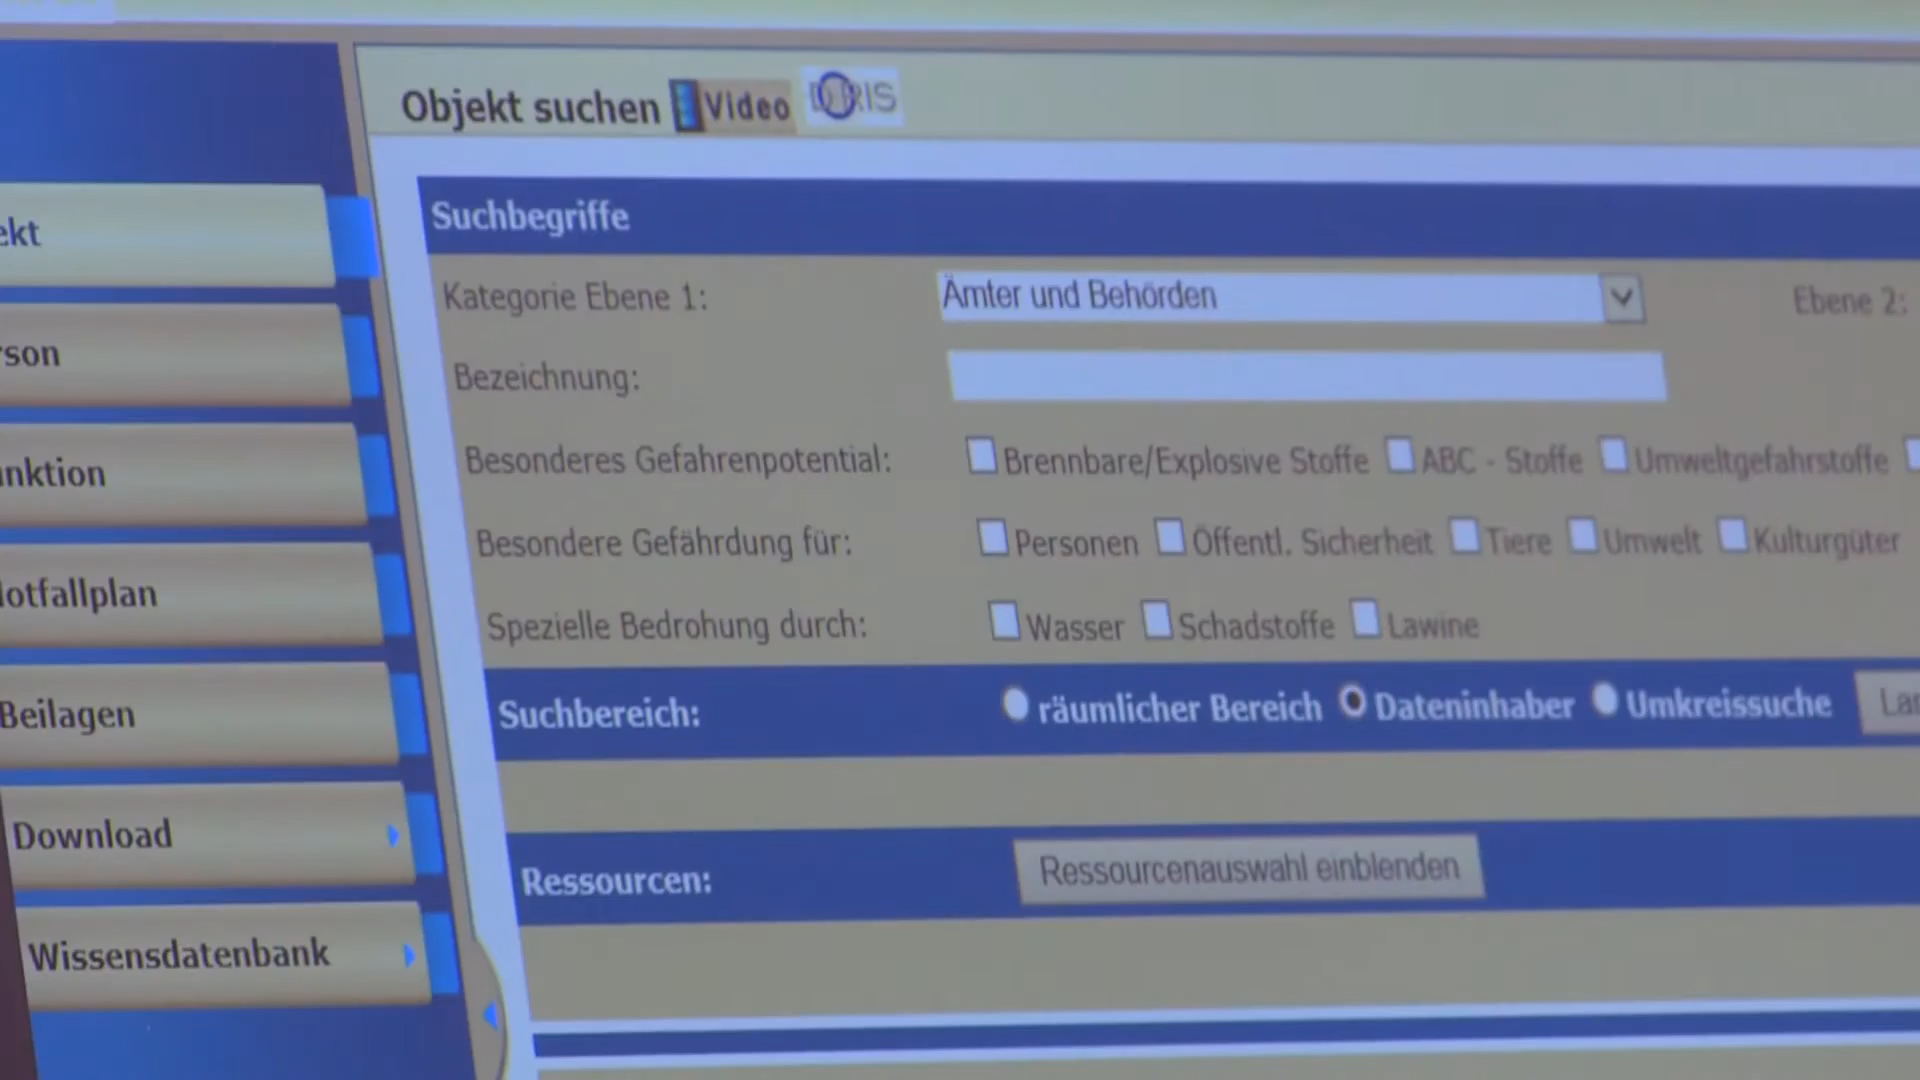 Objekt suchen Video DORIS
Suchbegriffe
Kategorie Ebene 1: Ämter und Behörden Ebene 2:
Bezeichnung:
Besonderes Gefahrenpotential: Brennbare/Explosive Stoffe ABC - Stoffe Umweltgefahrstoffe
Besondere Gefährdung für: Personen Öffentl. Sicherheit Tiere Umwelt Kulturgüter
Spezielle Bedrohung durch: Wasser Schadstoffe Lawine
Suchbereich: räumlicher Bereich Dateninhaber Umkreissuche
Ressourcen: Ressourcenauswahl einblenden
ekt
rson
nktion
otfallplan
Beilagen
Download
Wissensdatenbank